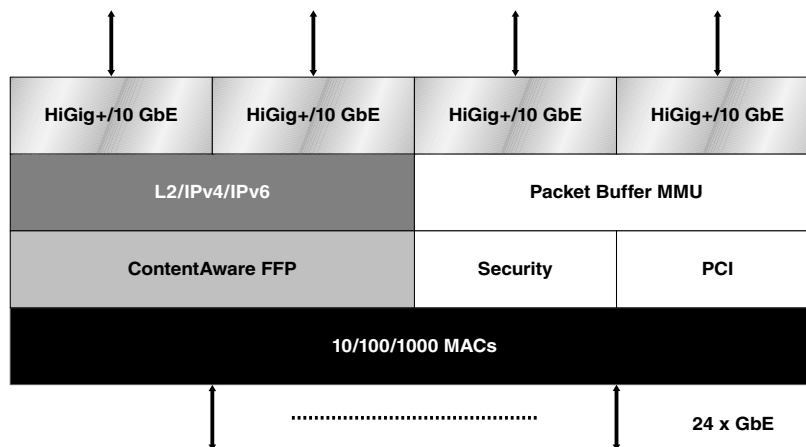 HiGig+/10 GbE
HiGig+/10 GbE
HiGig+/10 GbE
HiGig+/10 GbE
L2/IPv4/IPv6
Packet Buffer MMU
ContentAware FFP
Security
PCI
10/100/1000 MACs
24 x GbE